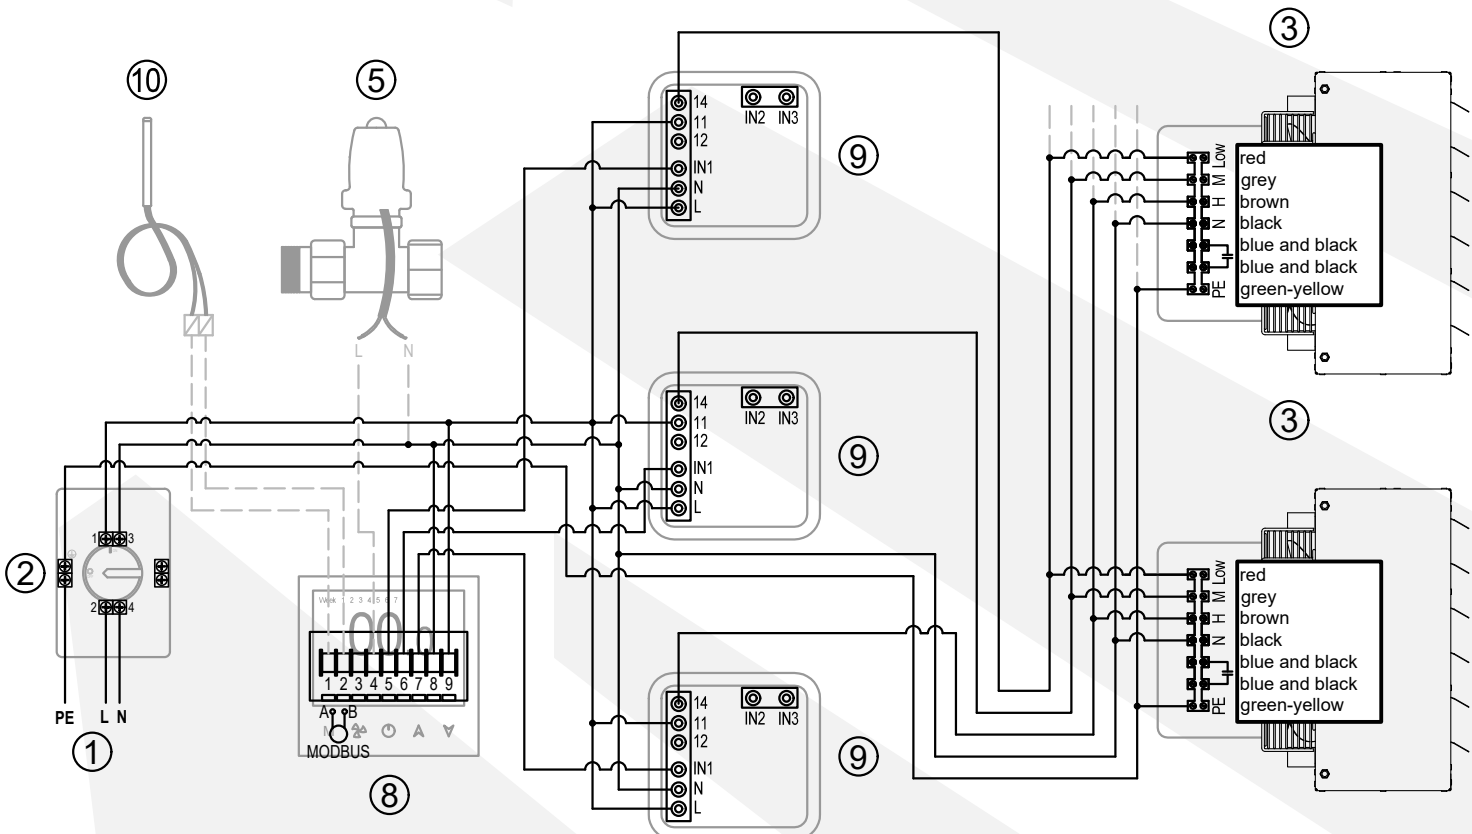 10
5
3
14
11
12
IN1
N
L
IN2 IN3
9
Low
M
H
N
PE
red
grey
brown
black
blue and black
blue and black
green-yellow
L N
14
11
12
IN1
N
L
IN2 IN3
9
3
1 3
2 4
2
PE L N
1
Week 1 2 3 4 5 6 7
1 2 3 4 5 6 7 8 9
A B
M
MODBUS
8
14
11
12
IN1
N
L
IN2 IN3
9
Low
M
H
N
PE
red
grey
brown
black
blue and black
blue and black
green-yellow